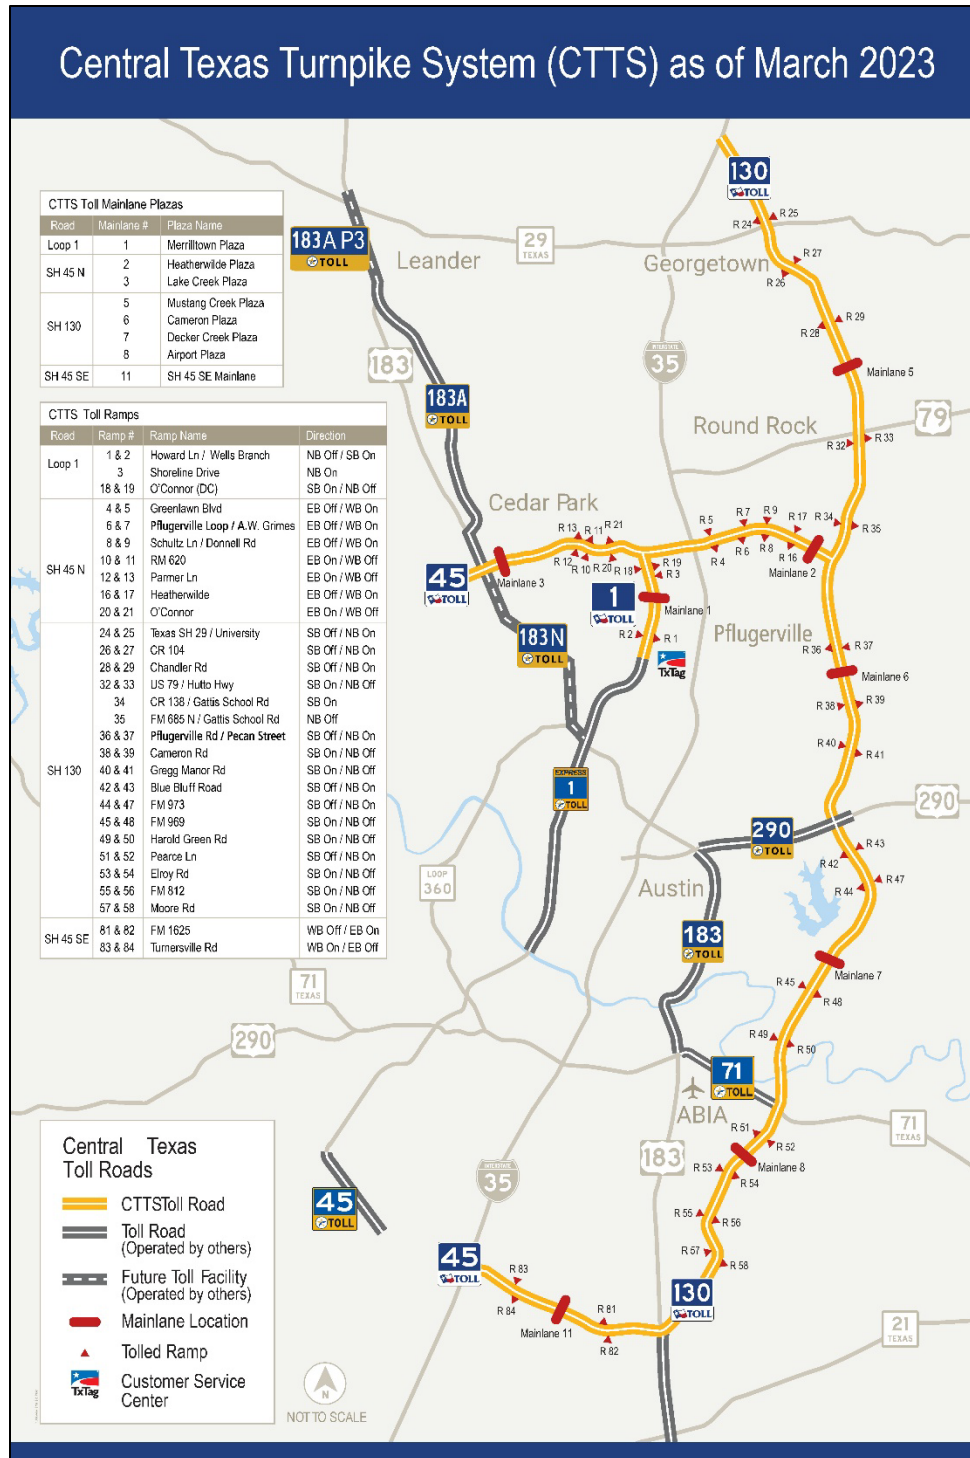 Central Texas Turnpike System (CTTS) as of March 2023
CTTS Toll Mainlane Plazas
Road Mainlane # Plaza Name
Loop 1 1 Merrilltown Plaza
SH 45 N 2 Heatherwilde Plaza
3 Lake Creek Plaza
SH 130 5 Mustang Creek Plaza
6 Cameron Plaza
7 Decker Creek Plaza
8 Airport Plaza
SH 45 SE 11 SH 45 SE Mainlane
CTTS Toll Ramps
Road Ramp # Ramp Name Direction
Loop 1 1 & 2 Howard Ln / Wells Branch NB Off / SB On
3 Shoreline Drive NB On
18 & 19 O'Connor (DC) SB On / NB Off
SH 45 N 4 & 5 Greenlawn Blvd EB Off / WB On
6 & 7 Pflugerville Loop / A.W. Grimes EB Off / WB On
8 & 9 Schultz Ln / Donnell Rd EB Off / WB On
10 & 11 RM 620 EB On / WB Off
12 & 13 Parmer Ln EB On / WB Off
16 & 17 Heatherwilde EB Off / WB On
20 & 21 O'Connor EB On / WB Off
SH 130 24 & 25 Texas SH 29 / University SB Off / NB On
26 & 27 CR 104 SB Off / NB On
28 & 29 Chandler Rd SB Off / NB On
32 & 33 US 79 / Hutto Hwy SB On / NB Off
34 CR 138 / Gattis School Rd SB On
35 FM 685 N / Gattis School Rd NB Off
36 & 37 Pflugerville Rd / Pecan Street SB Off / NB On
38 & 39 Cameron Rd SB On / NB Off
40 & 41 Gregg Manor Rd SB On / NB Off
42 & 43 Blue Bluff Road SB Off / NB On
44 & 47 FM 973 SB Off / NB On
45 & 48 FM 969 SB On / NB Off
49 & 50 Harold Green Rd SB On / NB Off
51 & 52 Pearce Ln SB Off / NB On
53 & 54 Elroy Rd SB On / NB Off
55 & 56 FM 812 SB On / NB Off
57 & 58 Moore Rd SB On / NB Off
SH 45 SE 81 & 82 FM 1625 WB Off / EB On
83 & 84 Turnersville Rd WB On / EB Off
130
TOLL
R 24
R 25
183A P3
TOLL
Leander
29
TEXAS
Georgetown
R 27
R 26
R 29
R 28
183
35
INTERSTATE
Mainlane 5
183A
TOLL
Round Rock
79
R 32
R 33
Cedar Park
R 13
R 11
R 21
R 5
R 7
R 9
R 17
R 34
R 35
R 12
R 10
R 20
R 18
R 19
R 3
R 4
R 6
R 8
R 16
Mainlane 2
45
TOLL
Mainlane 3
1
TOLL
Mainlane 1
183N
TOLL
R 2
R 1
TxTag
Pflugerville
R 36
R 37
Mainlane 6
R 38
R 39
R 40
R 41
EXPRESS
1
TOLL
290
TOLL
290
LOOP
360
Austin
R 43
R 42
R 47
R 44
183
TOLL
Mainlane 7
R 45
R 48
71
TEXAS
290
R 49
R 50
71
TOLL
ABIA
71
TEXAS
R 51
R 52
183
Mainlane 8
R 53
R 54
INTERSTATE
35
45
TOLL
R 55
R 56
R 57
R 58
45
TOLL
R 83
R 84
130
TOLL
R 81
Mainlane 11
R 82
21
TEXAS
Central Texas
Toll Roads
CTTSToll Road
Toll Road
(Operated by others)
Future Toll Facility
(Operated by others)
Mainlane Location
Tolled Ramp
TxTag
Customer Service
Center
N
NOT TO SCALE